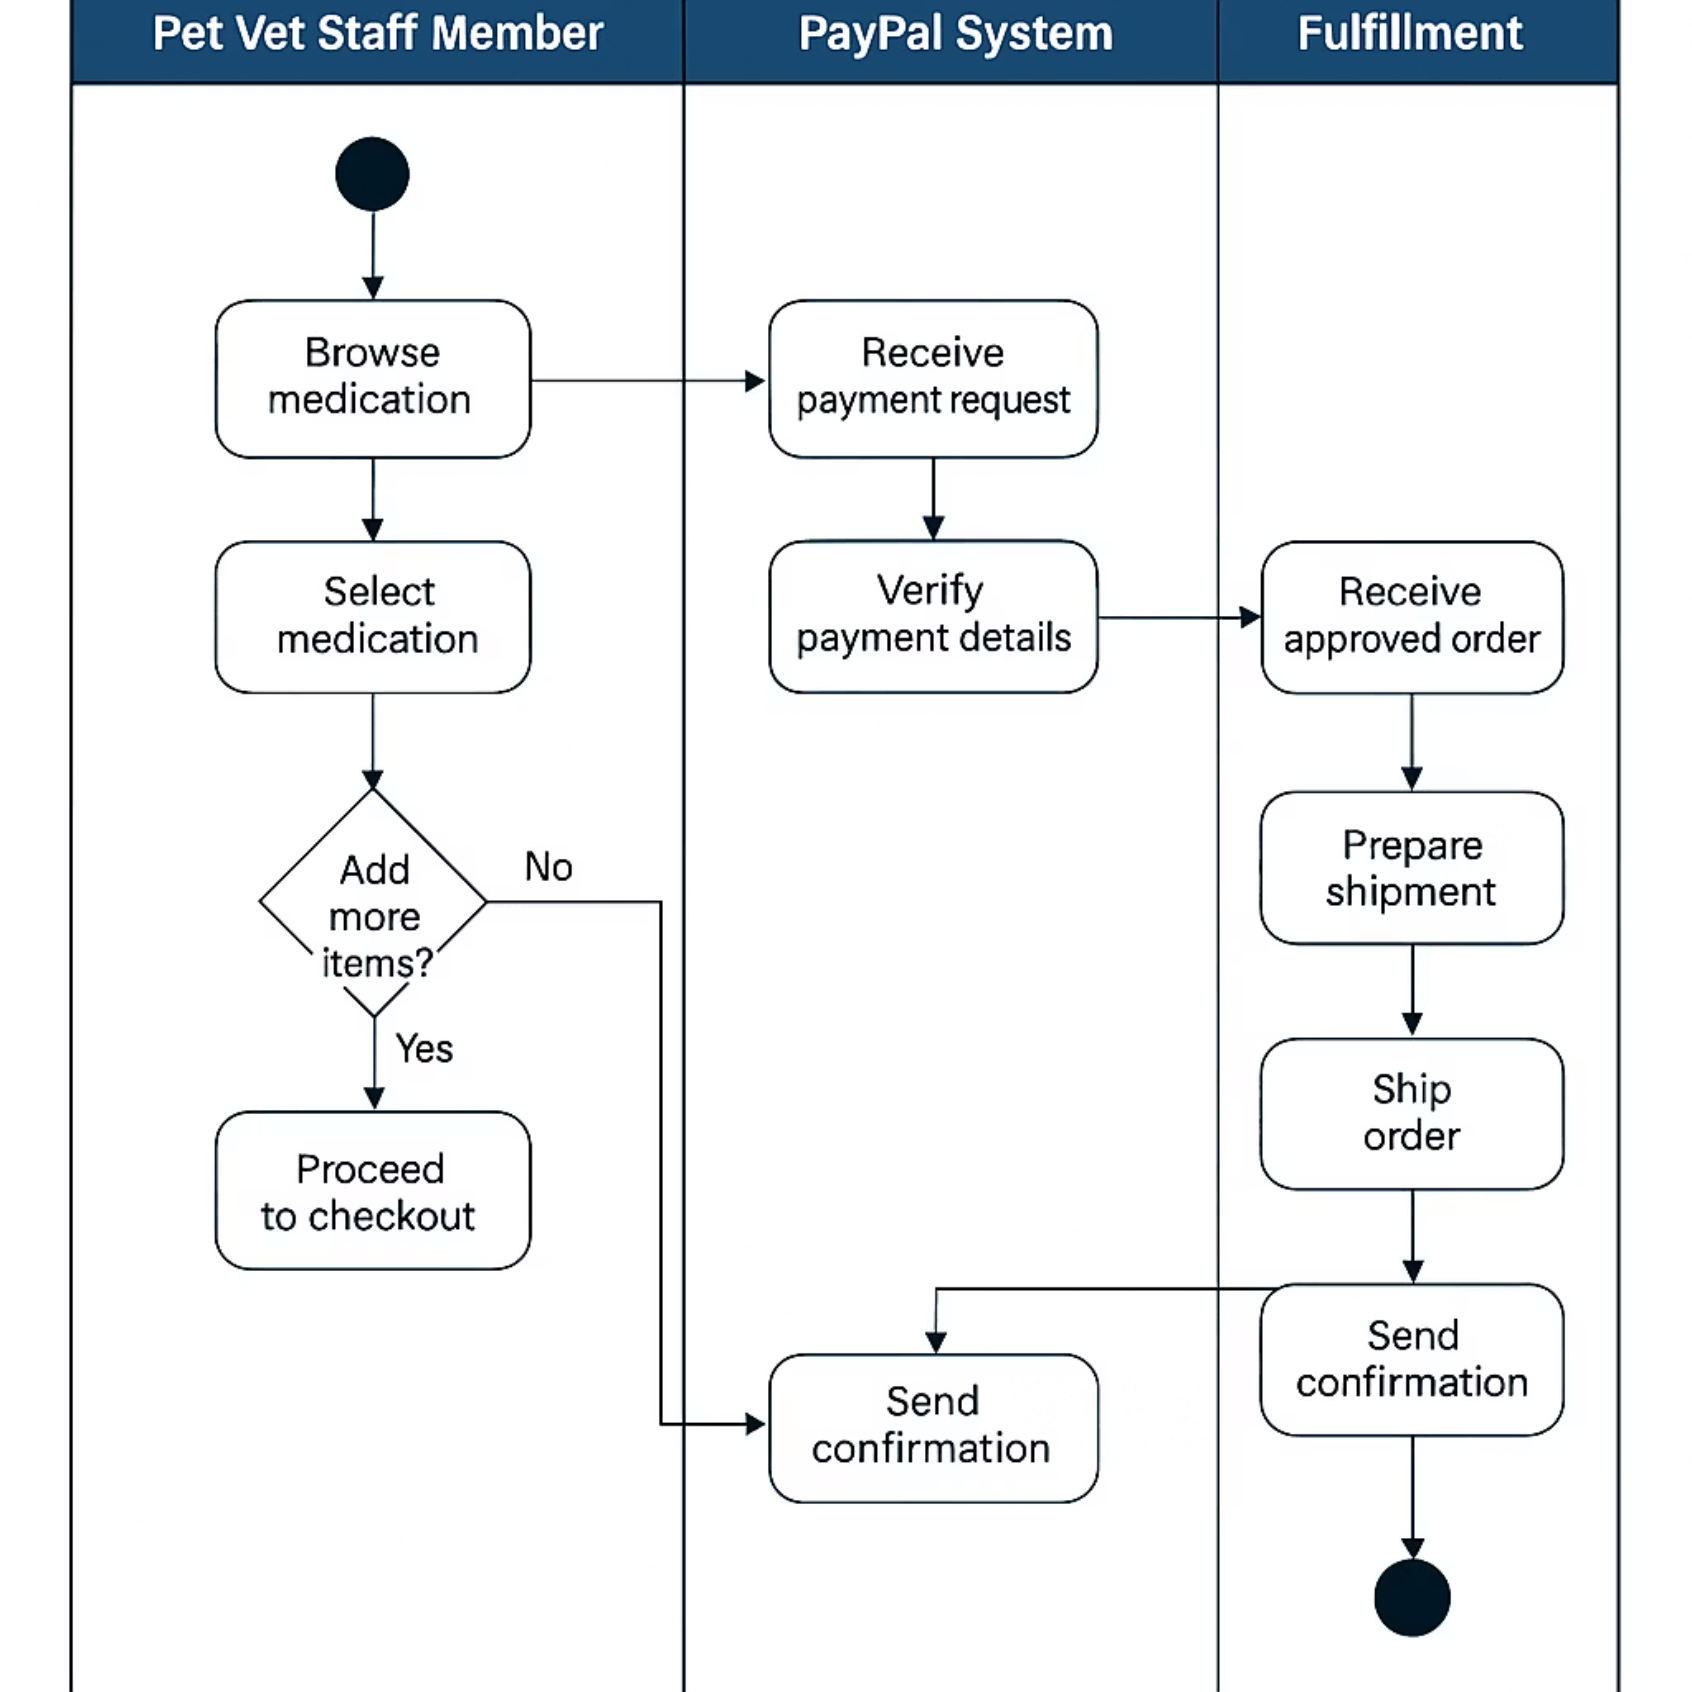 Pet Vet Staff Member
PayPal System
Fulfillment
Browse
medication
Receive
payment request
Select
medication
Verify
payment details
Receive
approved order
Add
more
items?
No
Yes
Prepare
shipment
Proceed
to checkout
Ship
order
Send
confirmation
Send
confirmation